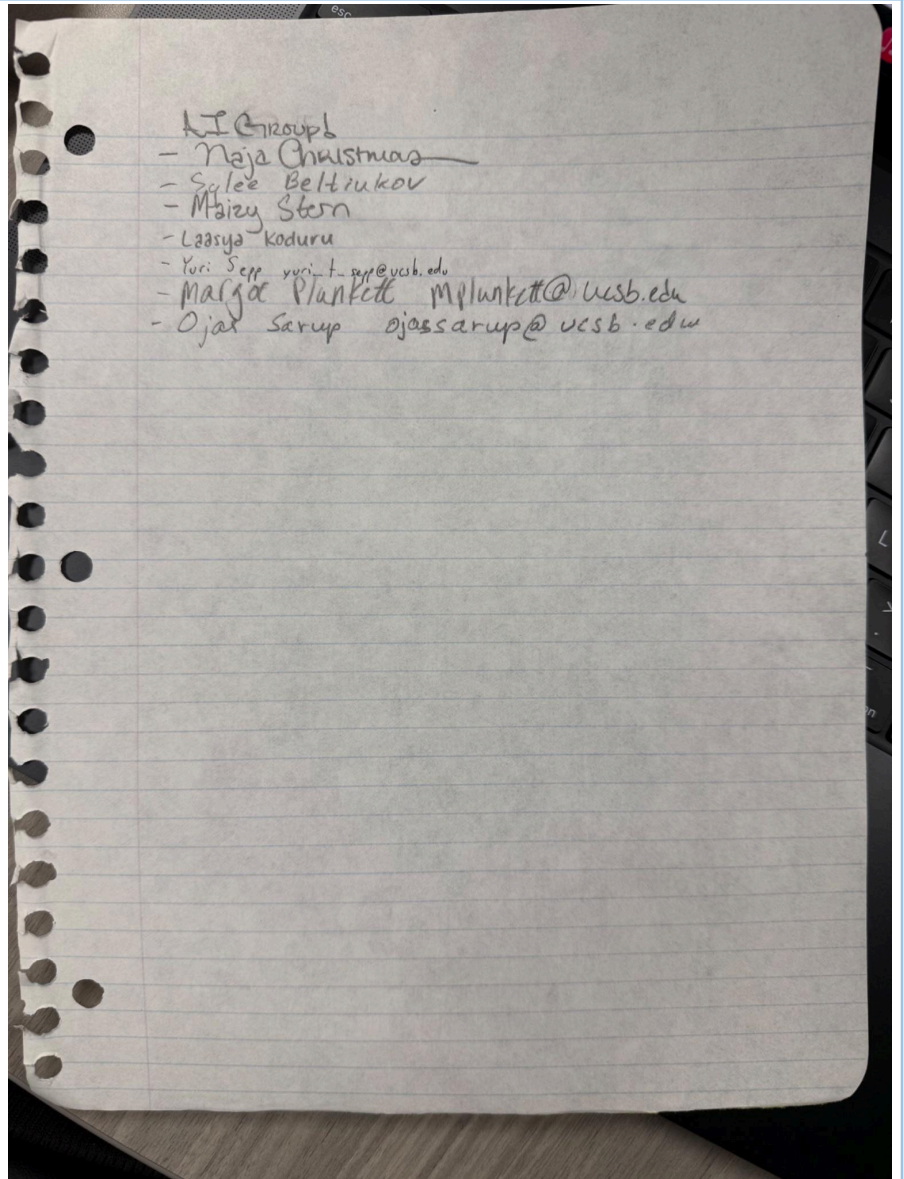 esc
AI Group!
- Naja Christmas
- Sylee Beltiukov
- Maizy Stern
- Laasya Koduru
- Yuri Sepp yuri_t_sepp@ucsb.edu
- Margot Plunkett mplunkett@ucsb.edu
- Ojas Sarup ojassarup@ucsb.edu
L